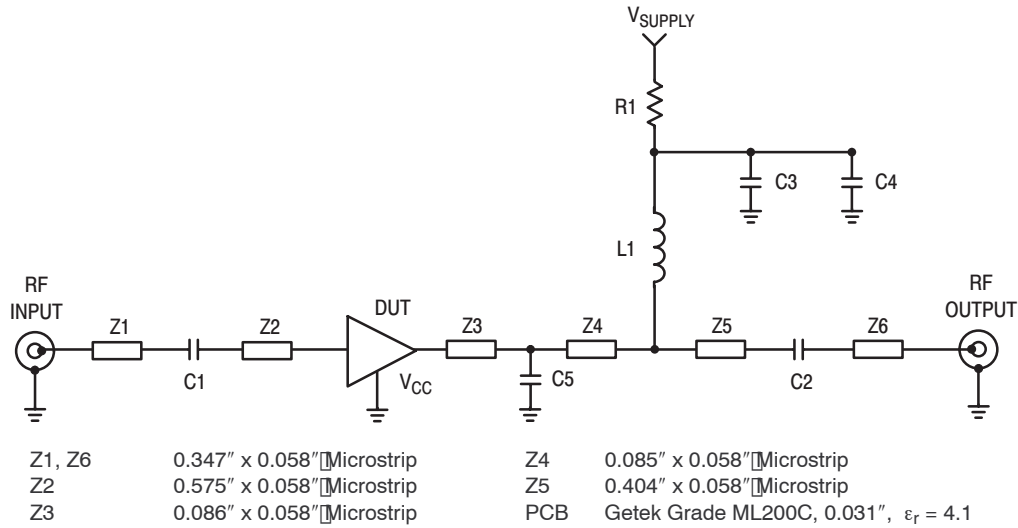 VSUPPLY
R1
C3
C4
L1
RF
INPUT
RF
OUTPUT
DUT
Z1
Z2
Z3
Z4
Z5
Z6
C1
VCC
C5
C2
Z1, Z6 0.347″ x 0.058″ Microstrip
Z2 0.575″ x 0.058″ Microstrip
Z3 0.086″ x 0.058″ Microstrip
Z4 0.085″ x 0.058″ Microstrip
Z5 0.404″ x 0.058″ Microstrip
PCB Getek Grade ML200C, 0.031″, εr = 4.1